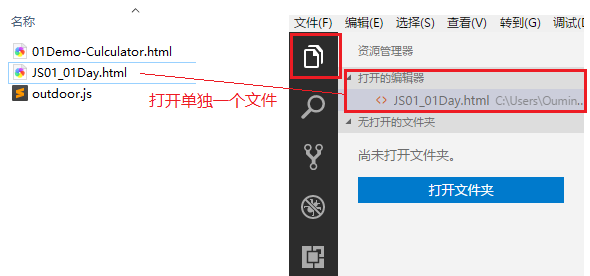 名称
01Demo-Culculator.html
JS01_01Day.html
outdoor.js
打开单独一个文件
文件(F) 编辑(E) 选择(S) 查看(V) 转到(G) 调试(D
资源管理器
打开的编辑器
JS01_01Day.html C:\Users\Oumin...
无打开的文件夹
尚未打开文件夹。
打开文件夹